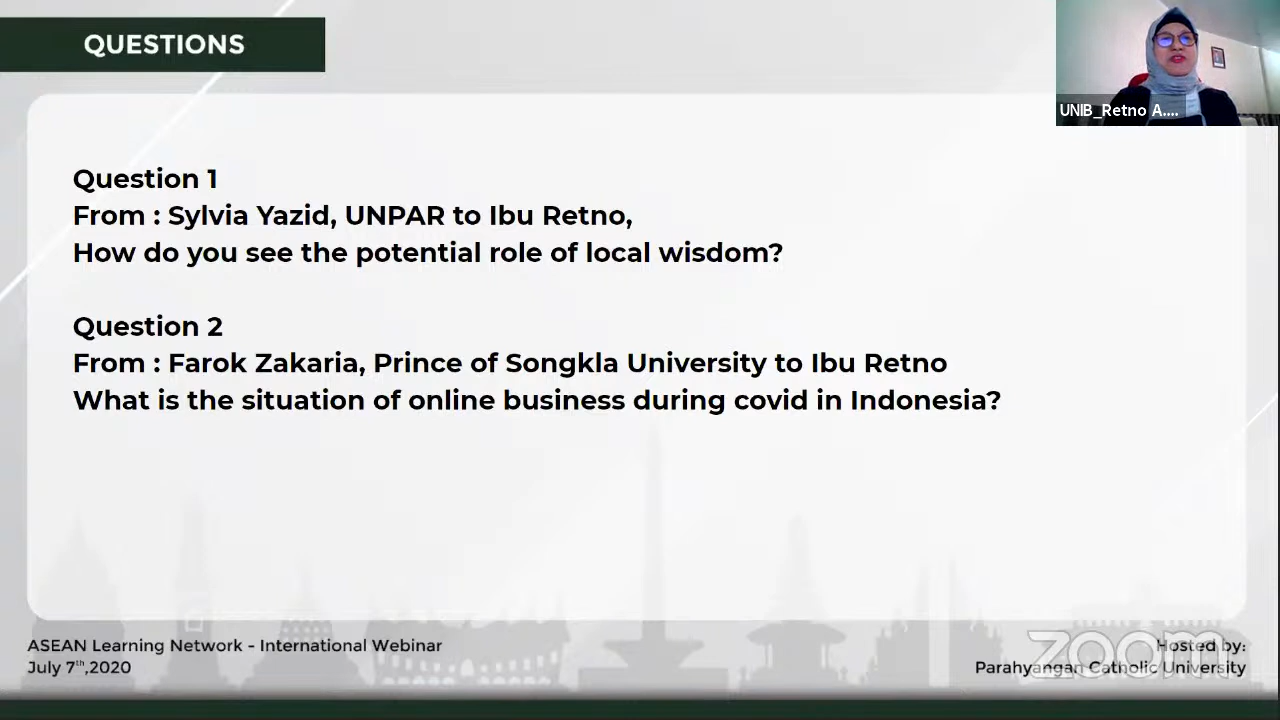 QUESTIONS
UNIB_Retno A....
Question 1
From : Sylvia Yazid, UNPAR to Ibu Retno,
How do you see the potential role of local wisdom?
Question 2
From : Farok Zakaria, Prince of Songkla University to Ibu Retno
What is the situation of online business during covid in Indonesia?
ASEAN Learning Network - International Webinar
July 7th,2020
Hosted by:
Parahyangan Catholic University
zoom